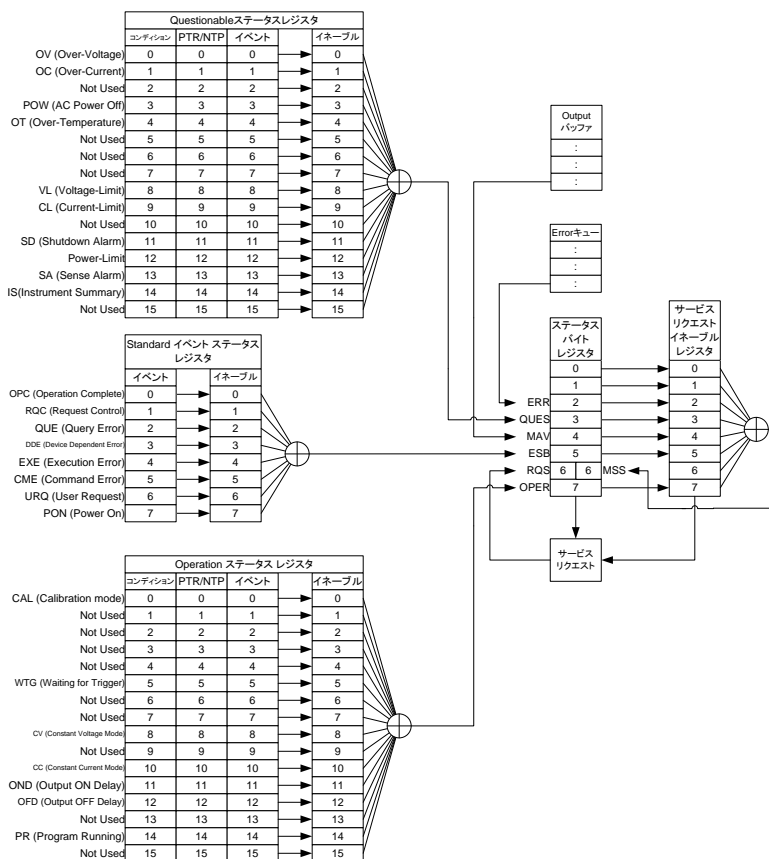 Questionableステータスレジスタ
コンディション PTR/NTP イベント イネーブル
OV (Over-Voltage) 0 0 0 0
OC (Over-Current) 1 1 1 1
Not Used 2 2 2 2
POW (AC Power Off) 3 3 3 3
OT (Over-Temperature) 4 4 4 4
Not Used 5 5 5 5
Not Used 6 6 6 6
Not Used 7 7 7 7
VL (Voltage-Limit) 8 8 8 8
CL (Current-Limit) 9 9 9 9
Not Used 10 10 10 10
SD (Shutdown Alarm) 11 11 11 11
Power-Limit 12 12 12 12
SA (Sense Alarm) 13 13 13 13
IS(Instrument Summary) 14 14 14 14
Not Used 15 15 15 15
Output
バッファ
:
:
:
Errorキュー
:
:
:
Standard イベント ステータス
レジスタ
イベント イネーブル
OPC (Operation Complete) 0 0
RQC (Request Control) 1 1
QUE (Query Error) 2 2
DDE (Device Dependent Error) 3 3
EXE (Execution Error) 4 4
CME (Command Error) 5 5
URQ (User Request) 6 6
PON (Power On) 7 7
ステータス
バイト
レジスタ
サービス
リクエスト
イネーブル
レジスタ
0 0
1 1
ERR 2 2
QUES 3 3
MAV 4 4
ESB 5 5
RQS 6 6 MSS 6
OPER 7 7
サービス
リクエスト
Operation ステータス レジスタ
コンディション PTR/NTP イベント イネーブル
CAL (Calibration mode) 0 0 0 0
Not Used 1 1 1 1
Not Used 2 2 2 2
Not Used 3 3 3 3
Not Used 4 4 4 4
WTG (Waiting for Trigger) 5 5 5 5
Not Used 6 6 6 6
Not Used 7 7 7 7
CV (Constant Voltage Mode) 8 8 8 8
Not Used 9 9 9 9
CC (Constant Current Mode) 10 10 10 10
OND (Output ON Delay) 11 11 11 11
OFD (Output OFF Delay) 12 12 12 12
Not Used 13 13 13 13
PR (Program Running) 14 14 14 14
Not Used 15 15 15 15